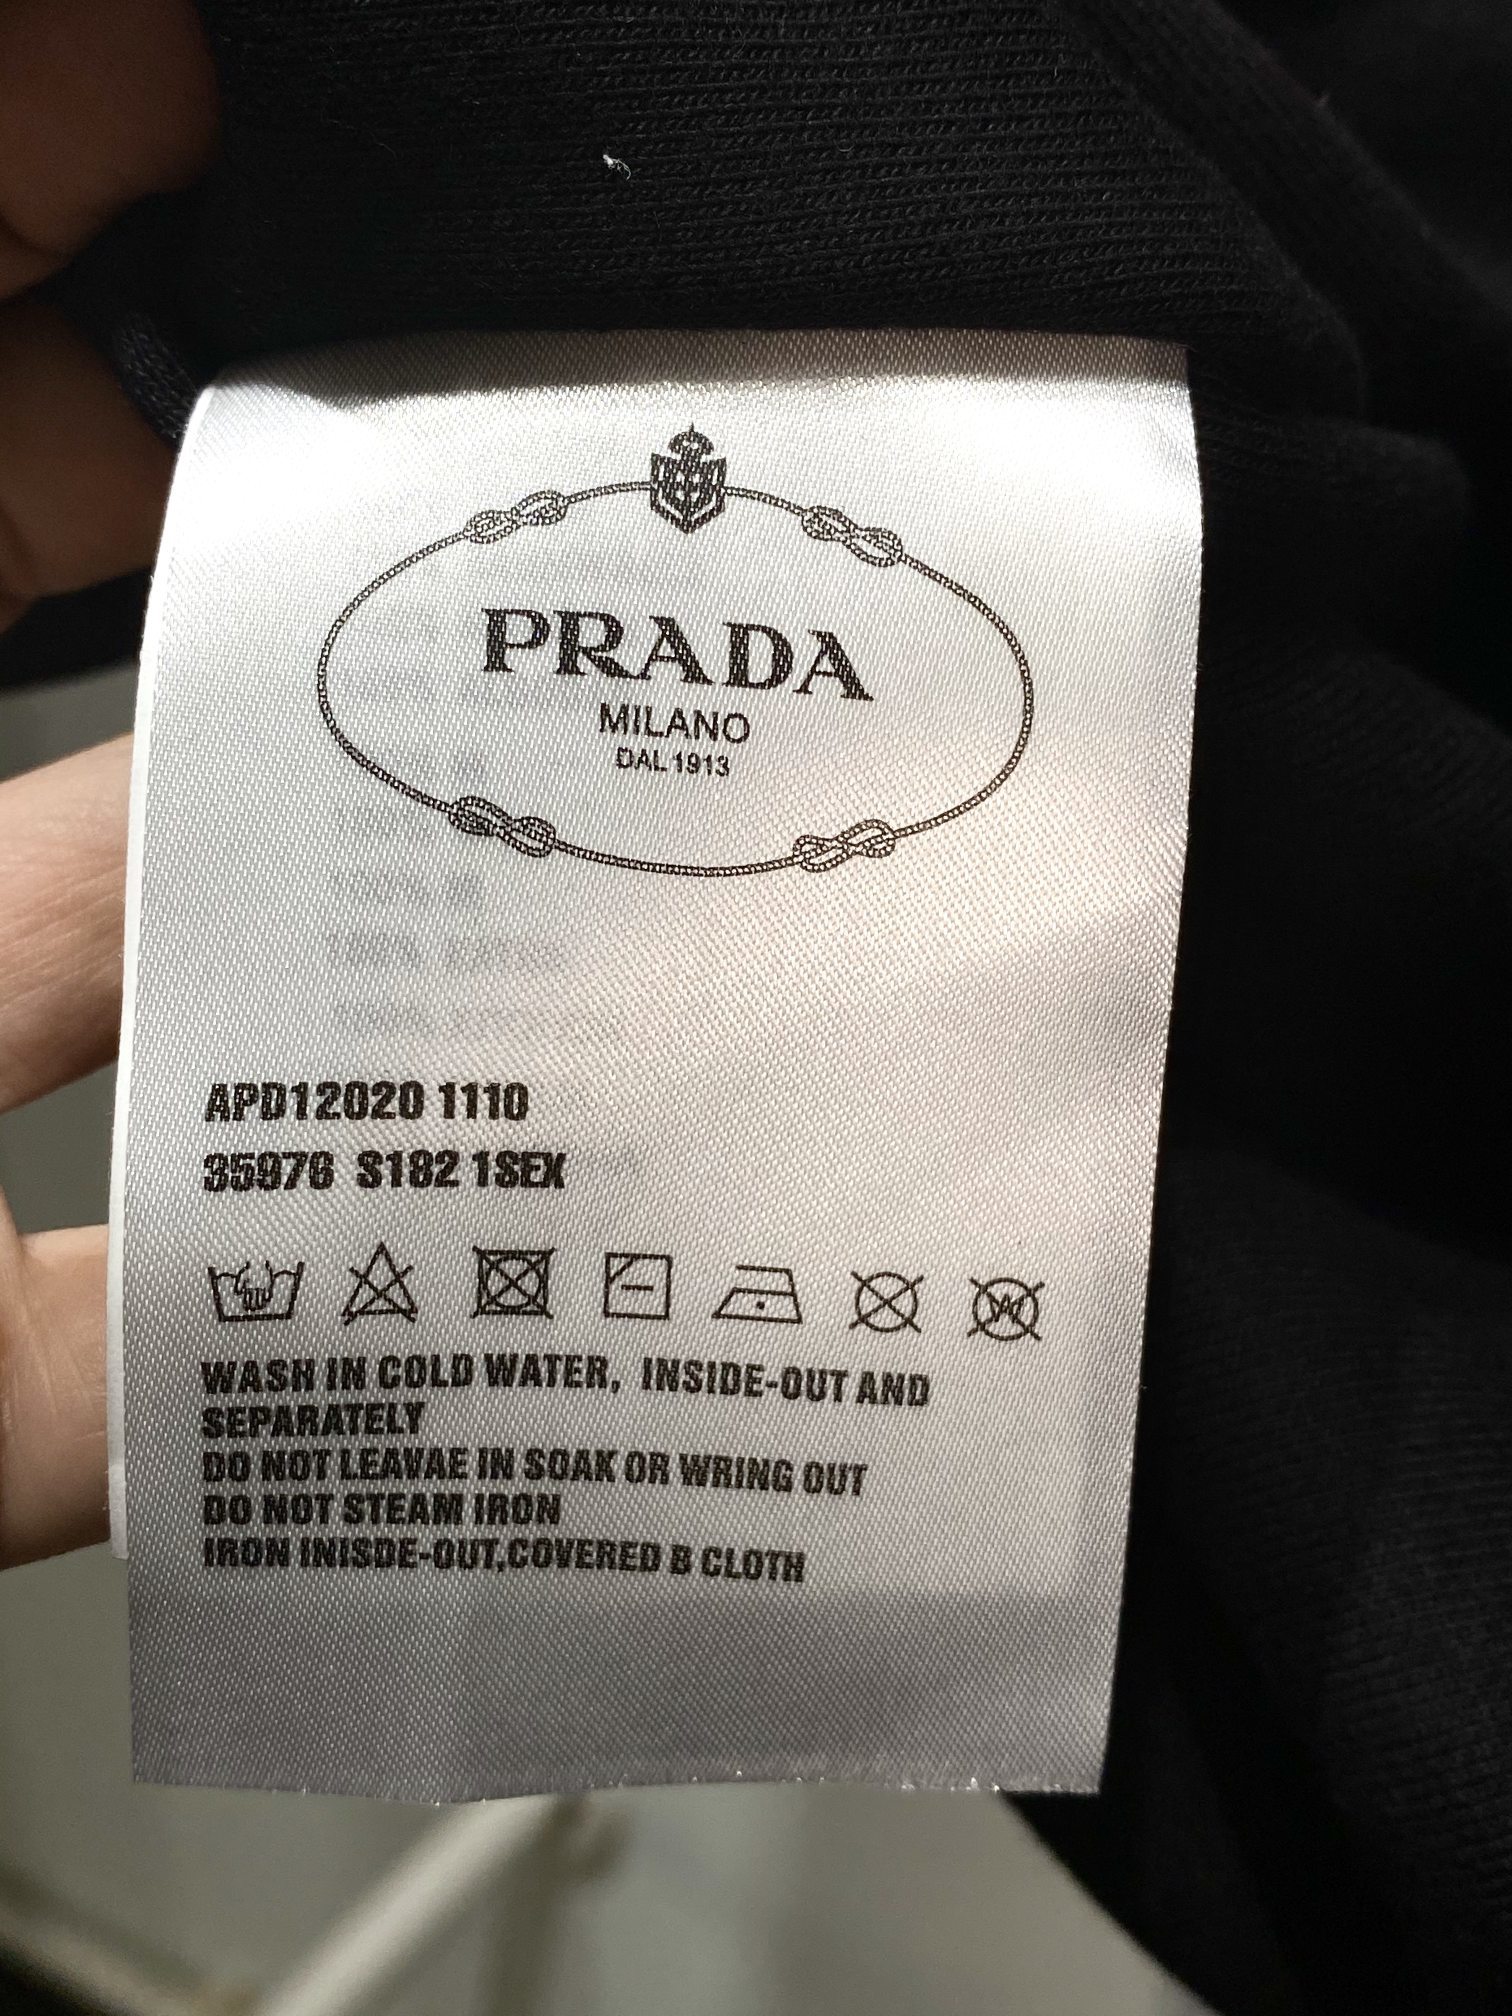 PRADA
MILANO
DAL 1913
APD12020 1110
35976 S182 1SEX
WASH IN COLD WATER, INSIDE-OUT AND
SEPARATELY
DO NOT LEAVAE IN SOAK OR WRING OUT
DO NOT STEAM IRON
IRON INISDE-OUT,COVERED B CLOTH